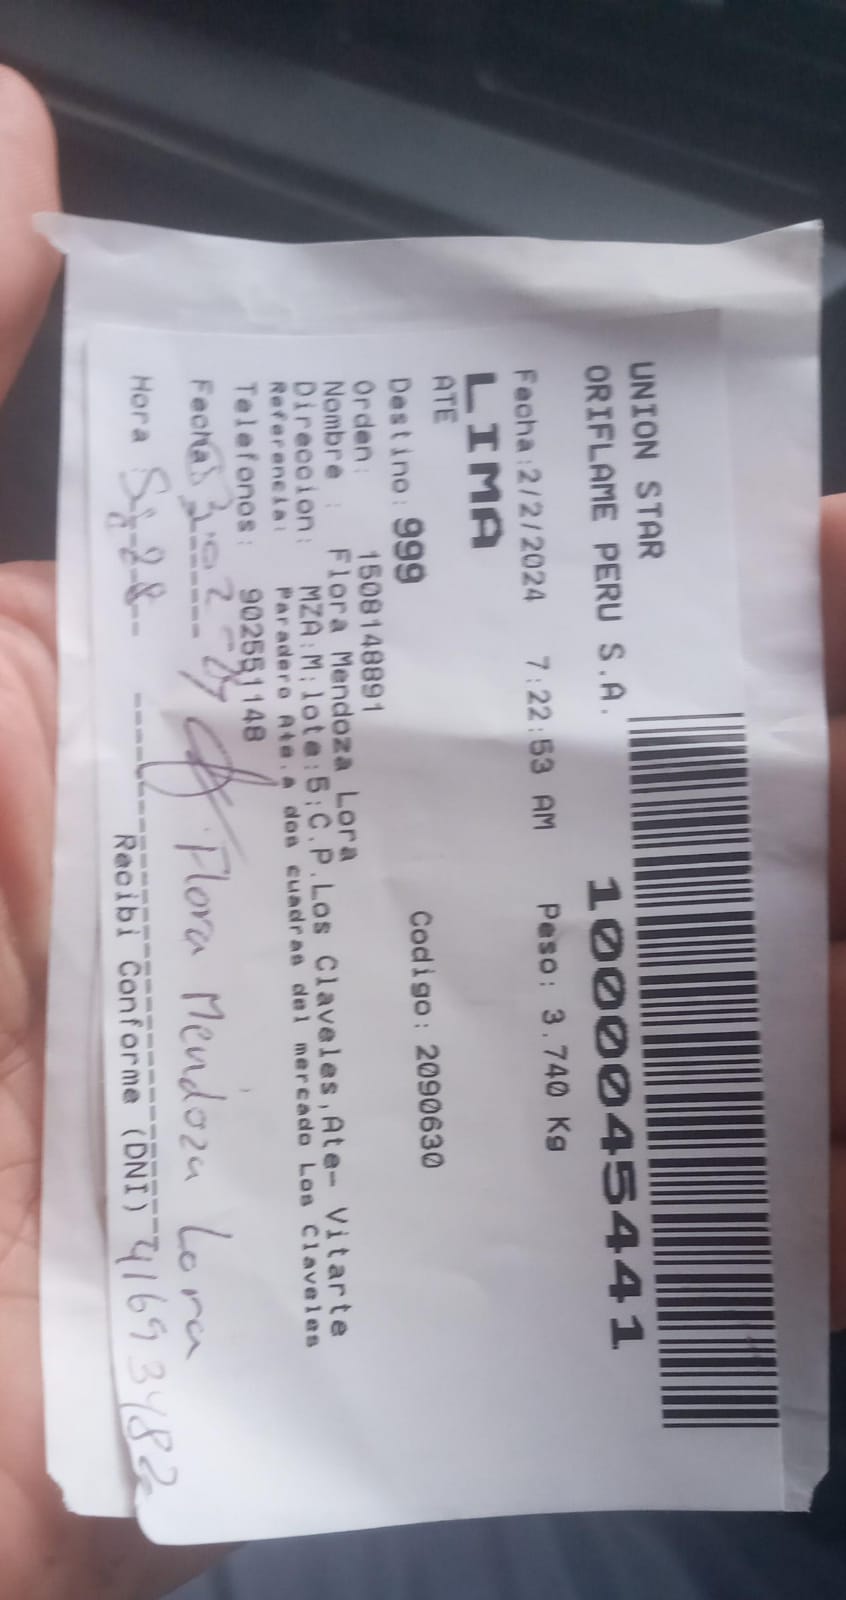 UNION STAR
ORIFLAME PERU S.A. 1000045441
Fecha:2/2/2024 7:22:53 AM Peso: 3.740 Kg
LIMA
ATE
Destino: 999 Codigo: 2090630
Orden: 1508148891
Nombre : Flora Mendoza Lora
Direccion: MZA:M;lote:5;C.P.Los Claveles,Ate- Vitarte
Referencia: Paradero Ate.a dos cuadras del mercado Los Claveles
Telefonos: 902551148
Fecha Flora Mendoza Lora
Hora
Recibi Conforme (DNI) 41693482